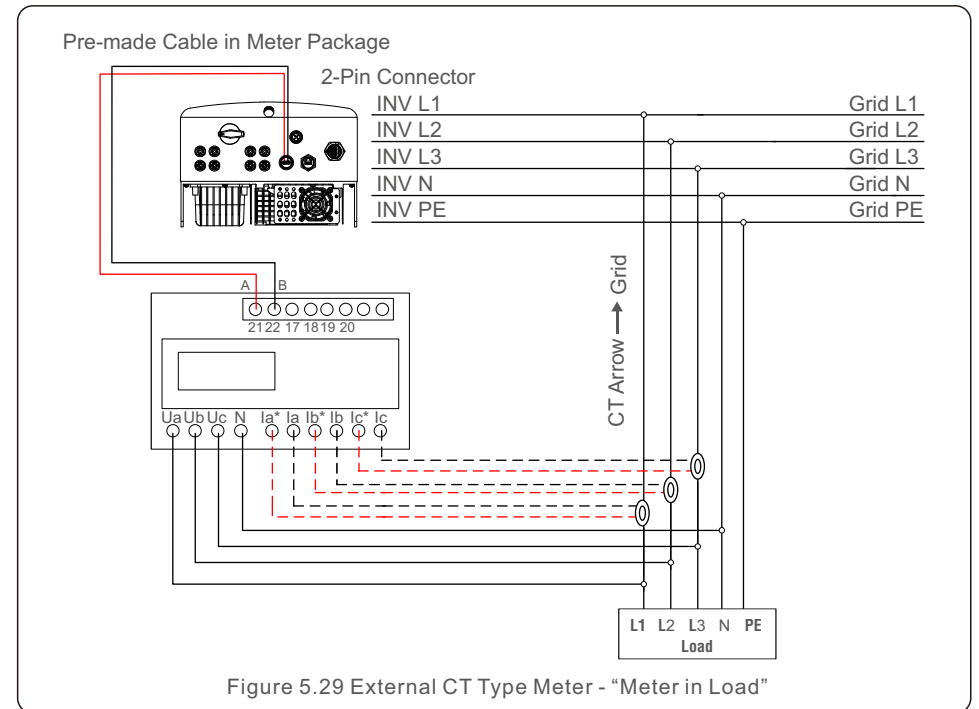 Pre-made Cable in Meter Package
2-Pin Connector
INV L1 Grid L1
INV L2 Grid L2
INV L3 Grid L3
INV N Grid N
INV PE Grid PE
CT Arrow → Grid
A B
21 22 17 18 19 20
Ua Ub Uc N Ia* Ia Ib* Ib Ic* Ic
L1 L2 L3 N PE
Load
Figure 5.29 External CT Type Meter - “Meter in Load”